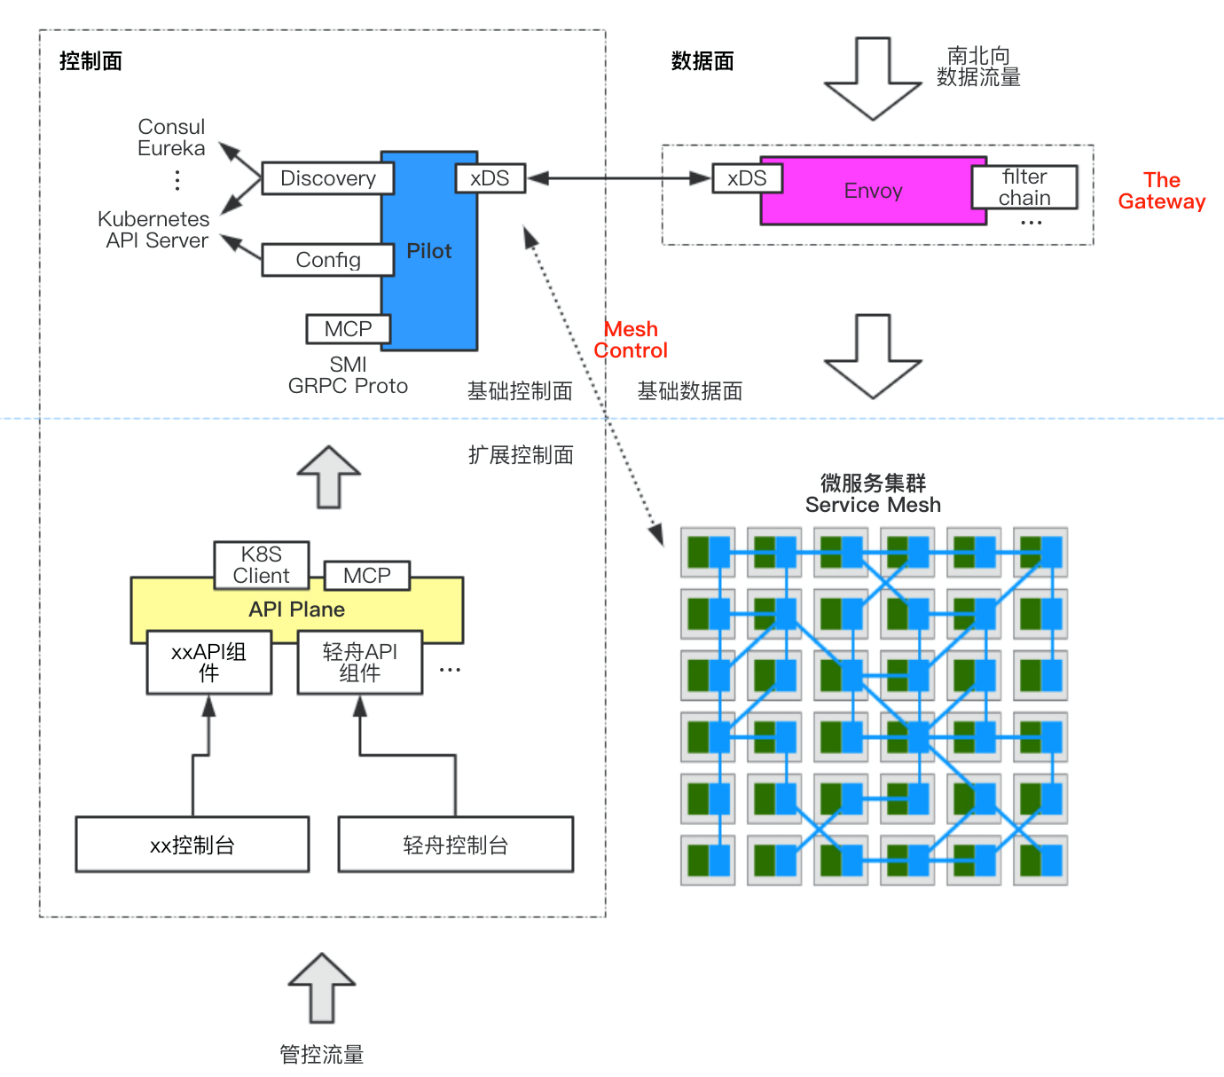 控制面
数据面
南北向
数据流量
Consul
Eureka
⋮
Kubernetes
API Server
Discovery
Config
MCP
xDS
Pilot
SMI
GRPC Proto
xDS
Envoy
filter
chain
...
The
Gateway
Mesh
Control
基础控制面
基础数据面
扩展控制面
微服务集群
Service Mesh
K8S
Client
MCP
API Plane
xxAPI组
件
轻舟API
组件
...
xx控制台
轻舟控制台
管控流量